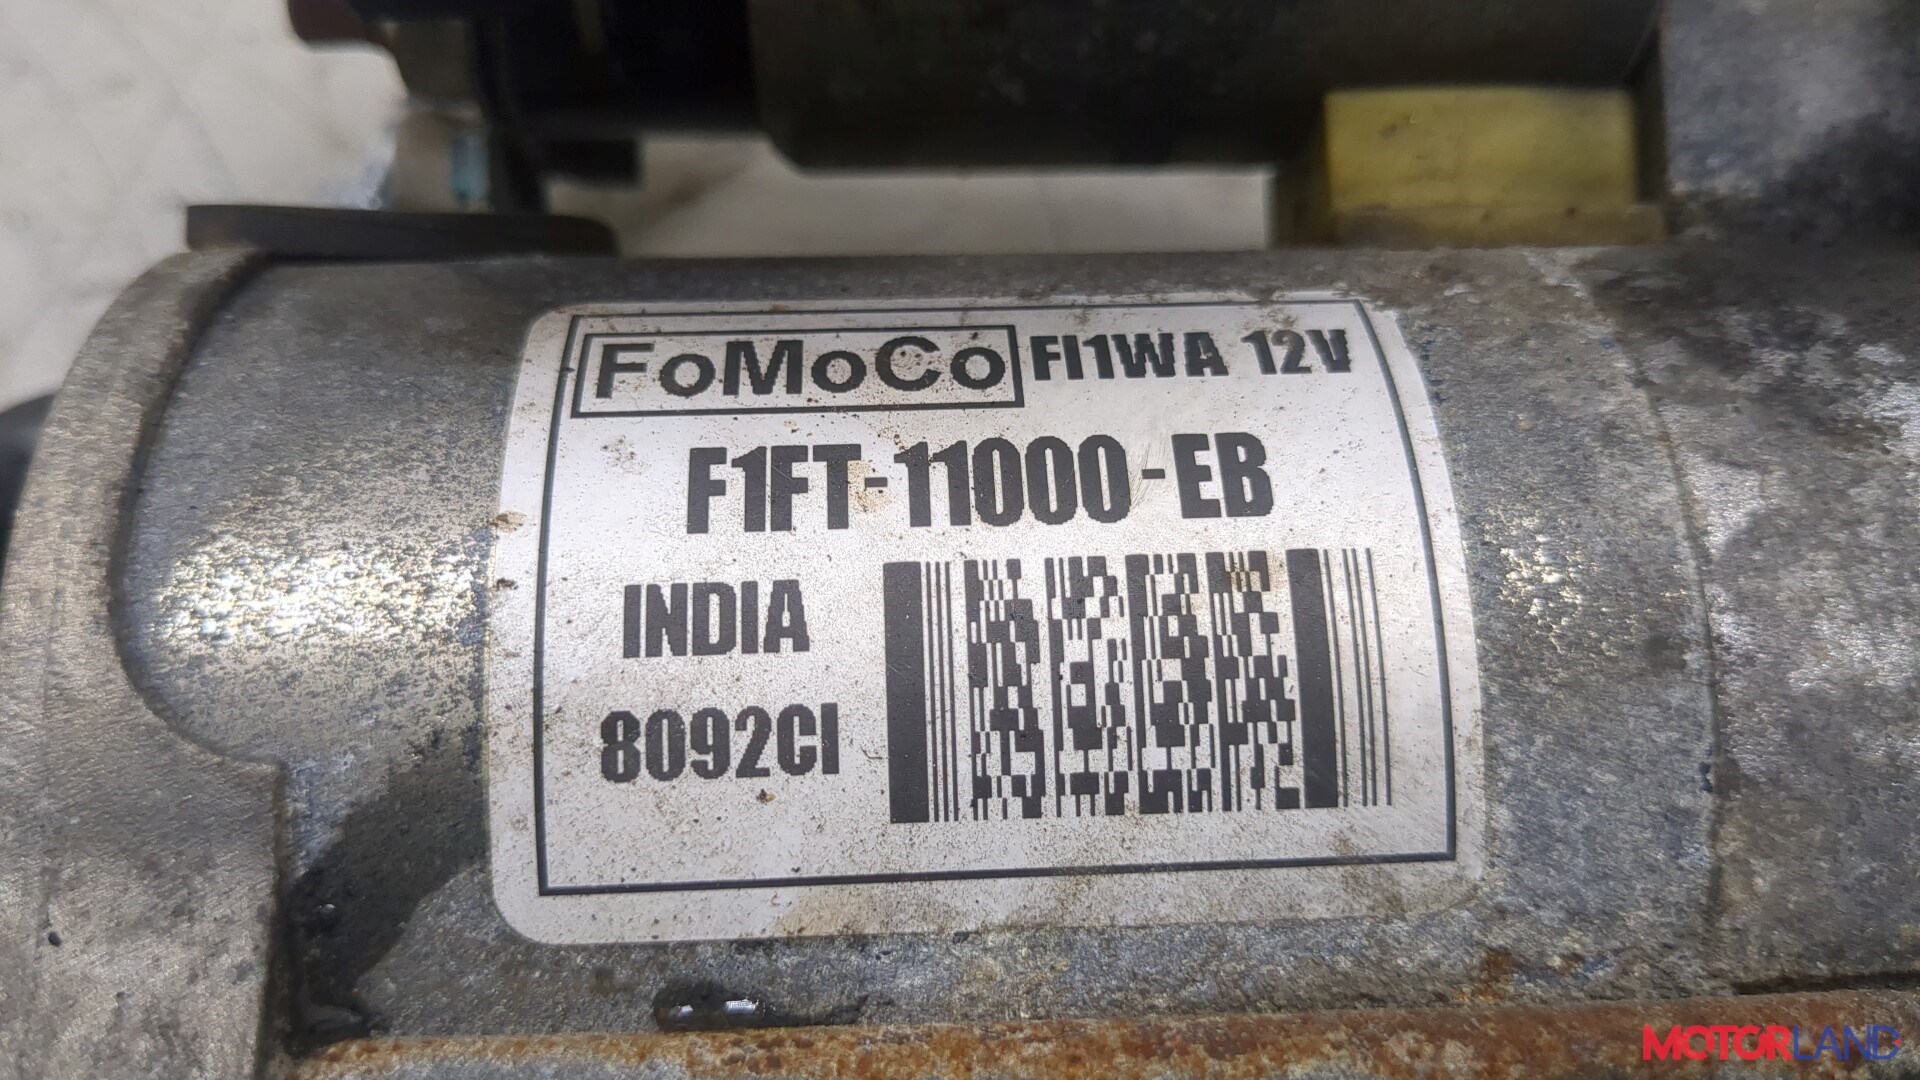 FoMoCo FI1WA 12V
F1FT-11000-EB
INDIA
8092CI
MOTORLAND